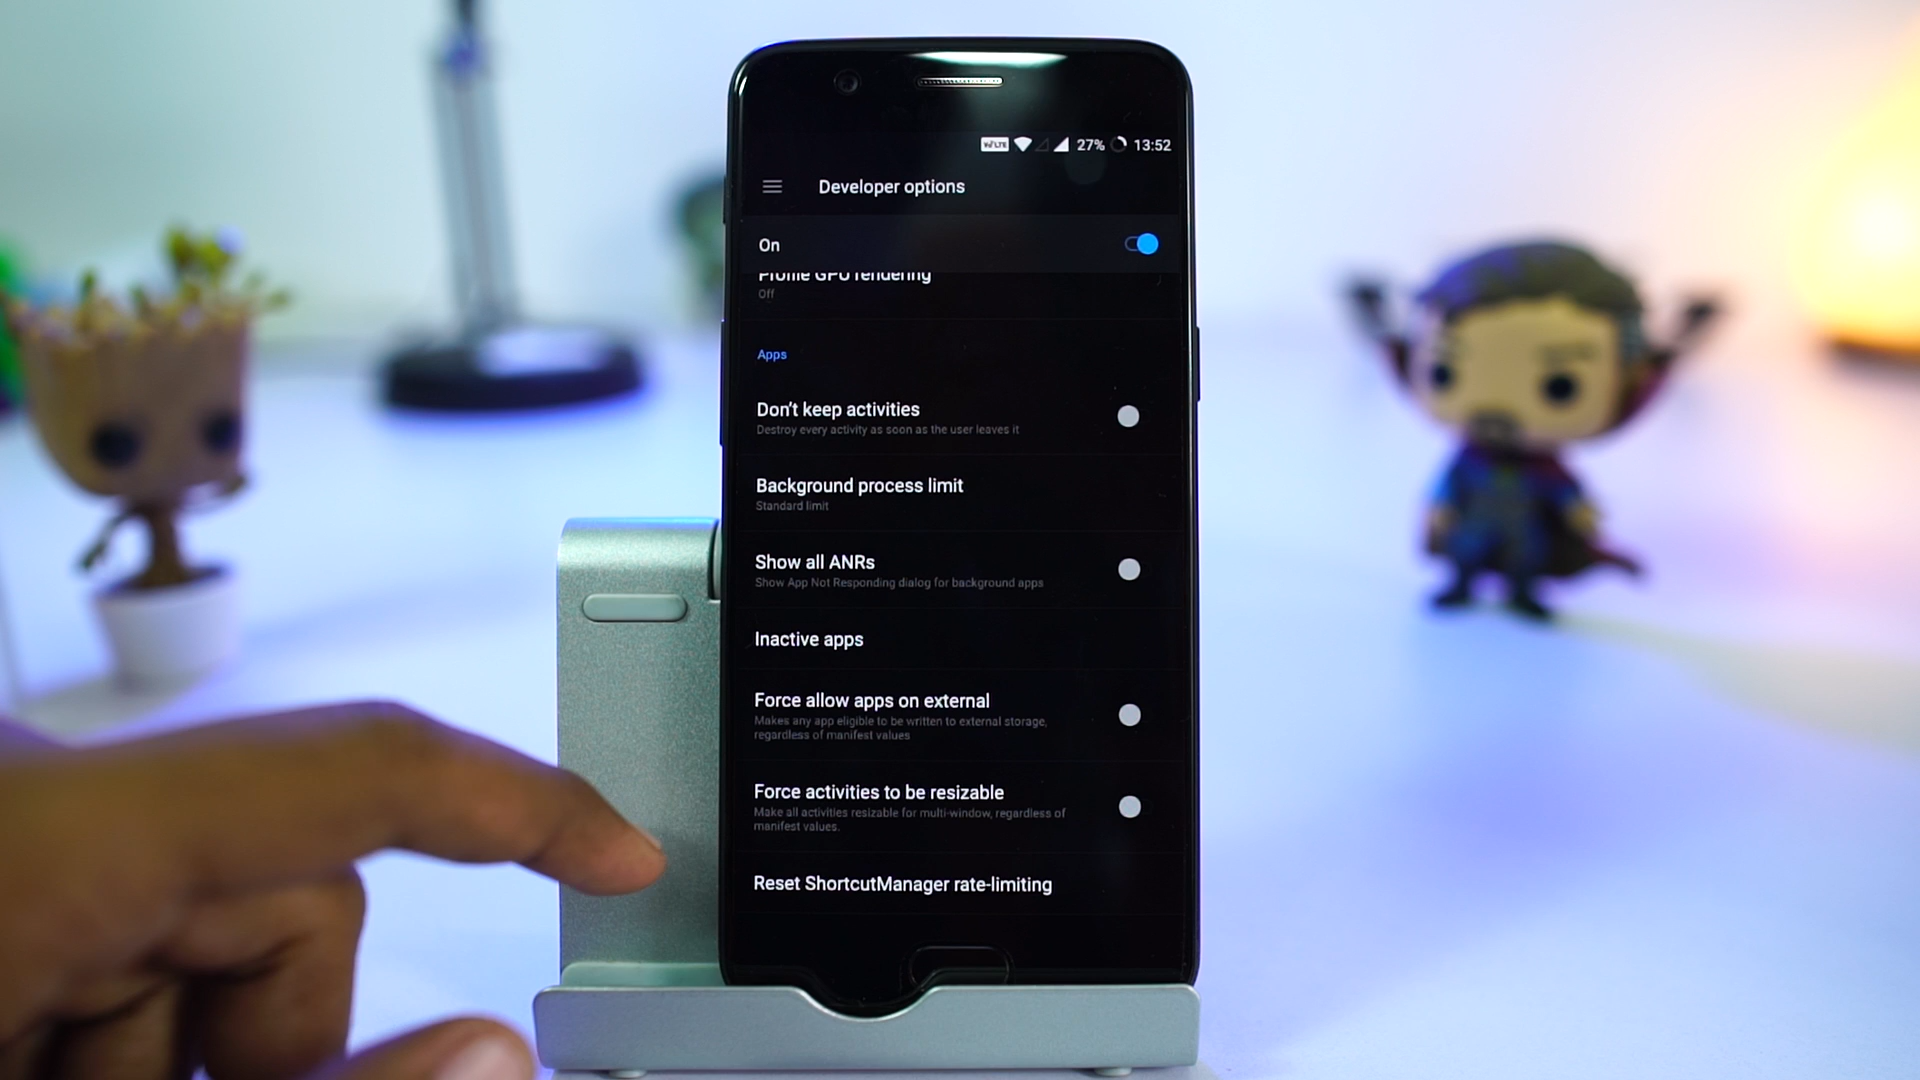 VoLTE 27% 13:52
Developer options
On
Profile GPU rendering
Off
Apps
Don't keep activities
Destroy every activity as soon as the user leaves it
Background process limit
Standard limit
Show all ANRs
Show App Not Responding dialog for background apps
Inactive apps
Force allow apps on external
Makes any app eligible to be written to external storage,
regardless of manifest values
Force activities to be resizable
Make all activities resizable for multi-window, regardless of
manifest values.
Reset ShortcutManager rate-limiting